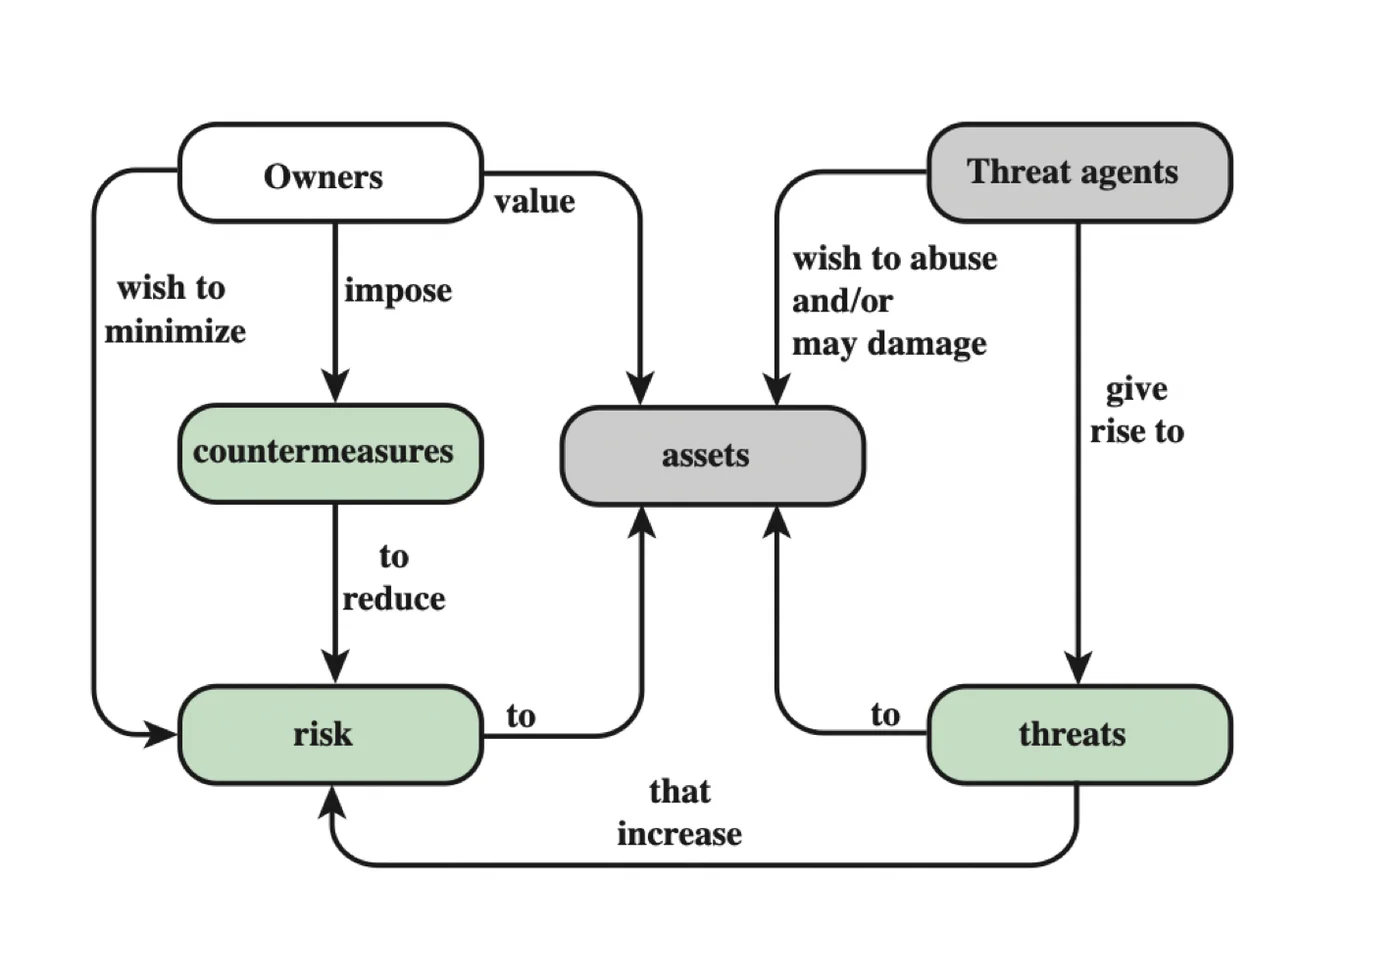 Owners
Threat agents
value
wish to abuse
and/or
may damage
wish to
minimize
impose
give
rise to
countermeasures
assets
to
reduce
risk
to
to
threats
that
increase